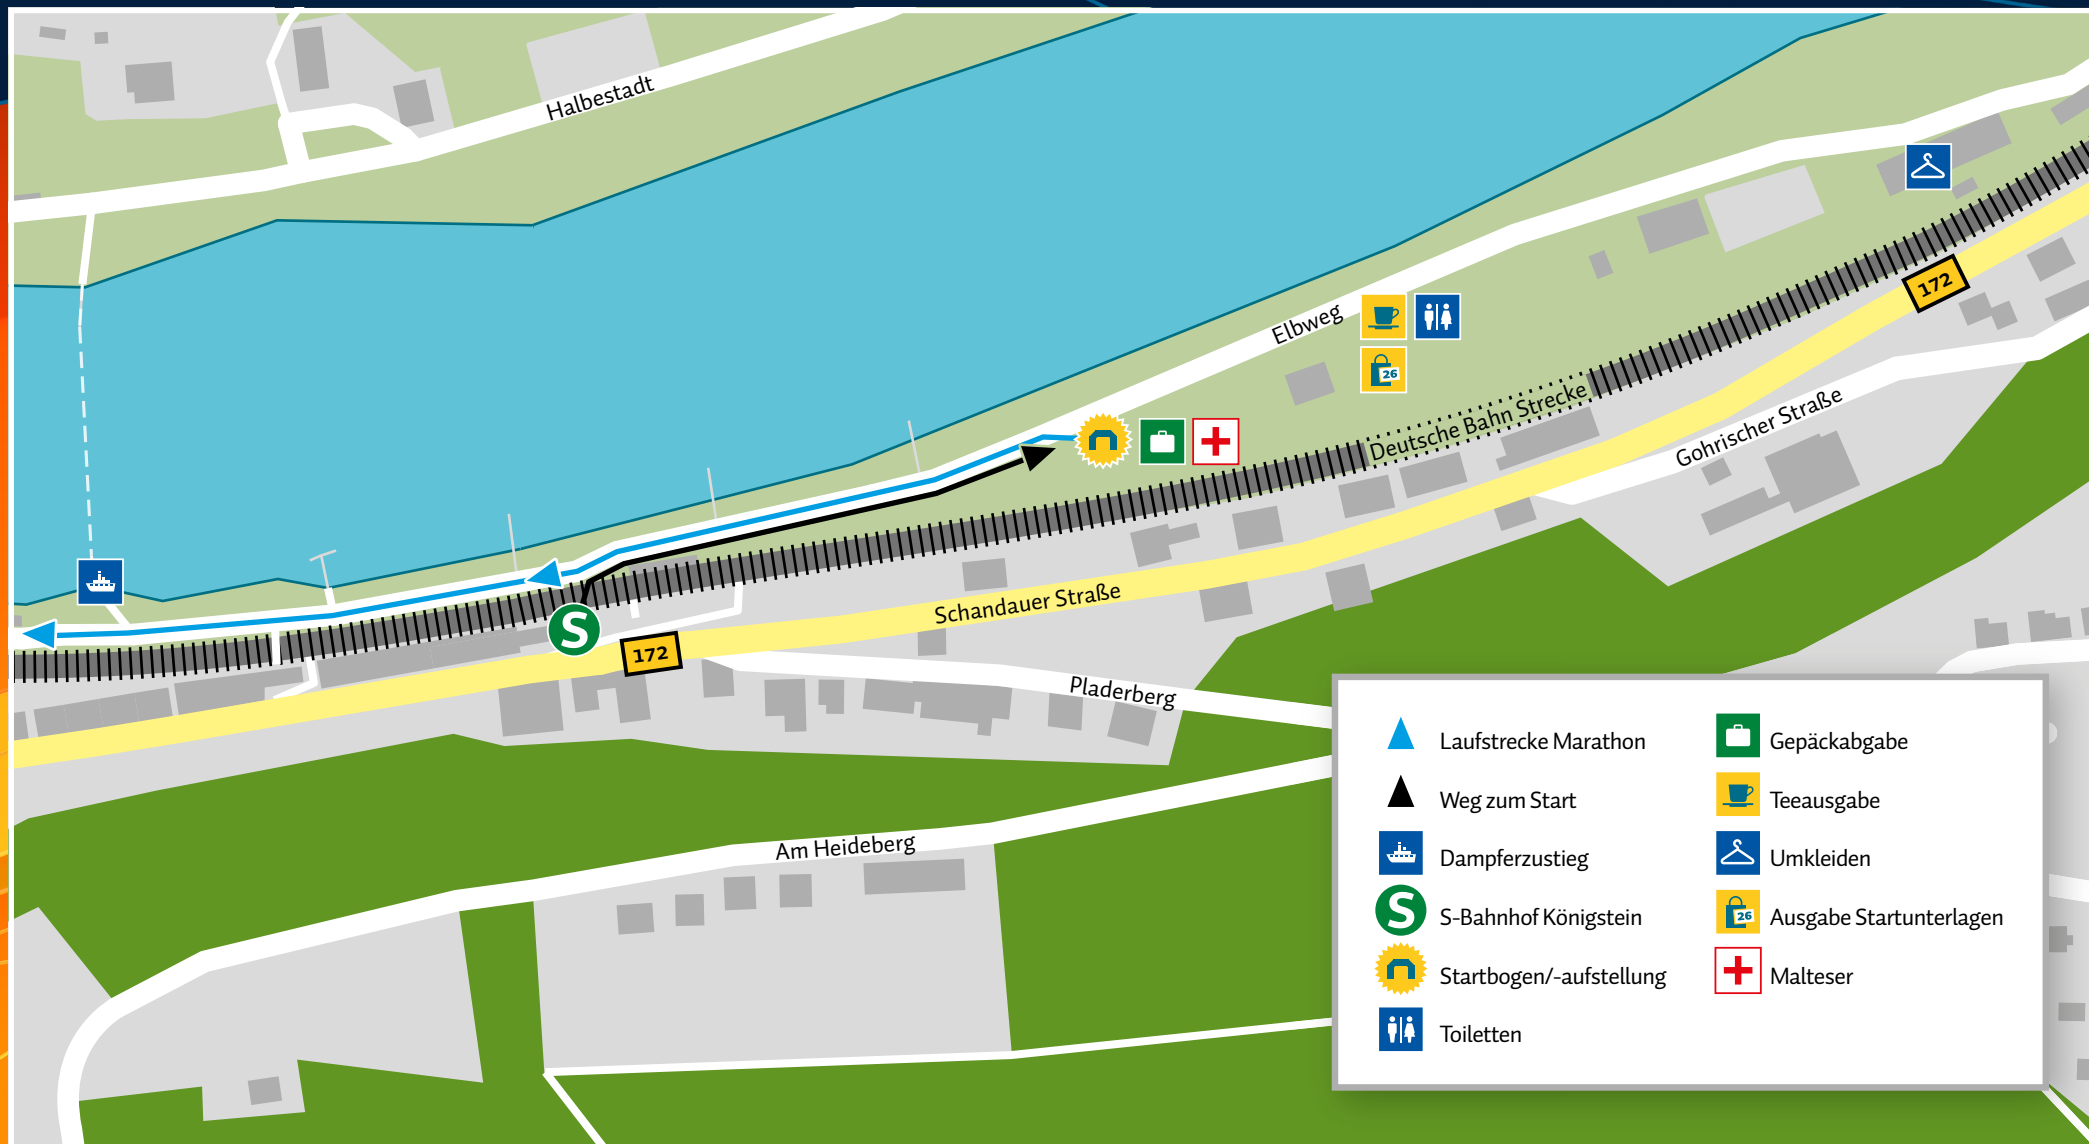 Halbestadt
Elbweg
26
172
Deutsche Bahn Strecke
Gohrischer Straße
Schandauer Straße
S
172
Pladerberg
Am Heideberg
Laufstrecke Marathon
Weg zum Start
Dampferzustieg
S
S-Bahnhof Königstein
Startbogen/-aufstellung
Toiletten
Gepäckabgabe
Teeausgabe
Umkleiden
26
Ausgabe Startunterlagen
Malteser